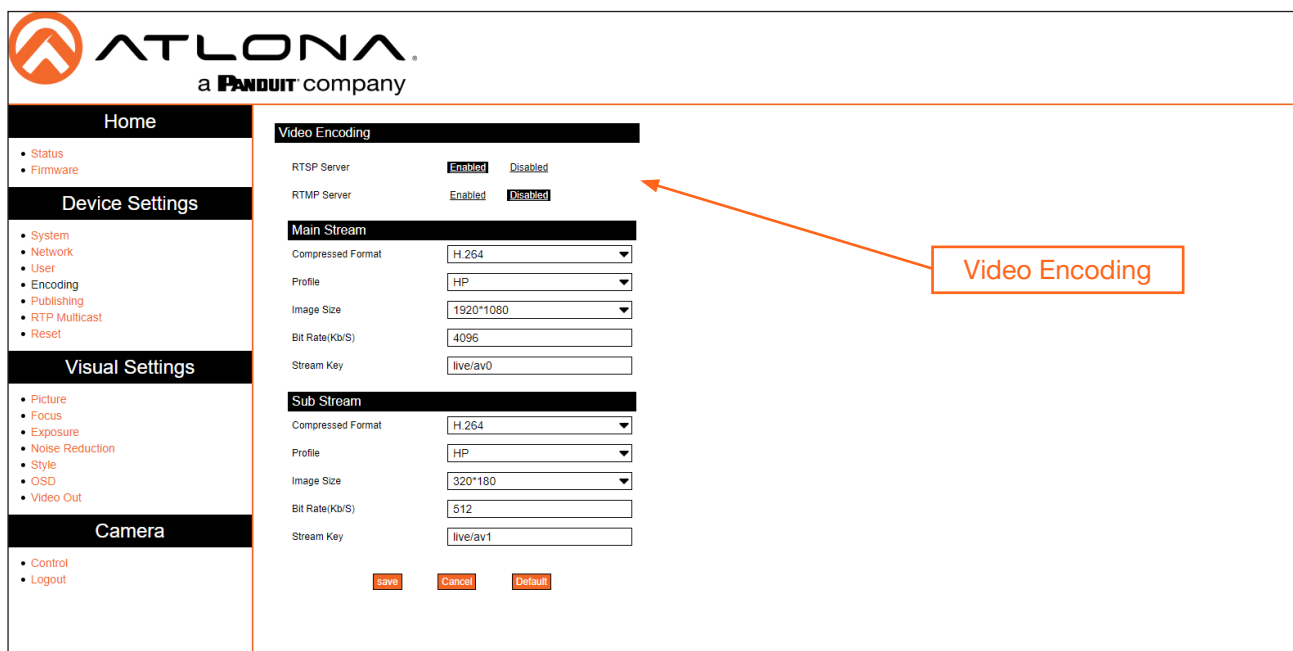 ATLONA.
a PANDUIT company
Home
• Status
• Firmware
Device Settings
• System
• Network
• User
• Encoding
• Publishing
• RTP Multicast
• Reset
Visual Settings
• Picture
• Focus
• Exposure
• Noise Reduction
• Style
• OSD
• Video Out
Camera
• Control
• Logout
Video Encoding
RTSP Server Enabled Disabled
RTMP Server Enabled Disabled
Main Stream
Compressed Format H.264
Profile HP
Image Size 1920*1080
Bit Rate(Kb/S) 4096
Stream Key live/av0
Sub Stream
Compressed Format H.264
Profile HP
Image Size 320*180
Bit Rate(Kb/S) 512
Stream Key live/av1
save Cancel Default
Video Encoding